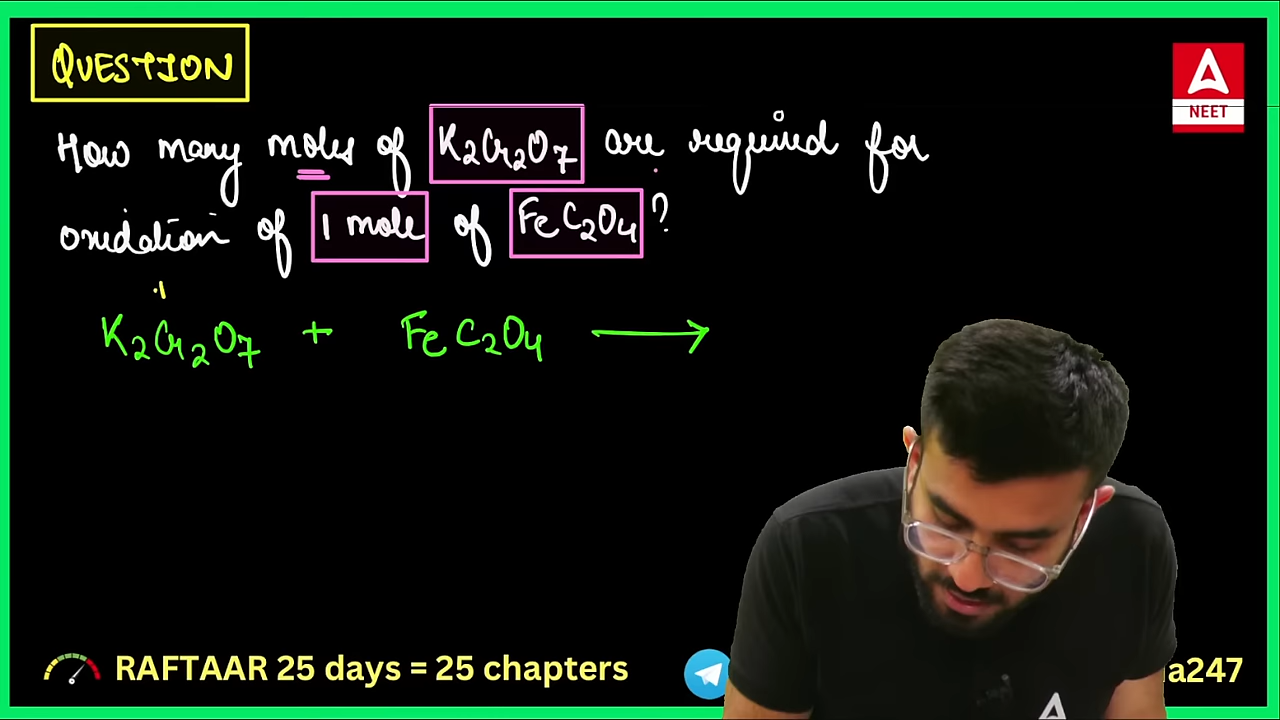 QUESTION
A
NEET
How many moles of K2Cr2O7 are required for
oxidation of 1 mole of FeC2O4?
K2Cr2O7 + FeC2O4 ⟶
RAFTAAR 25 days = 25 chapters
a247
A